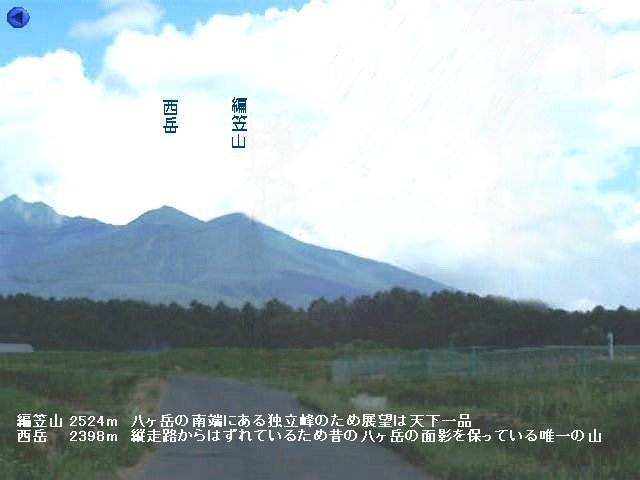 西岳
編笠山
編笠山 2524m 八ヶ岳の南端にある独立峰のため展望は天下一品
西岳 2398m 縦走路からはずれているため昔の八ヶ岳の面影を保っている唯一の山